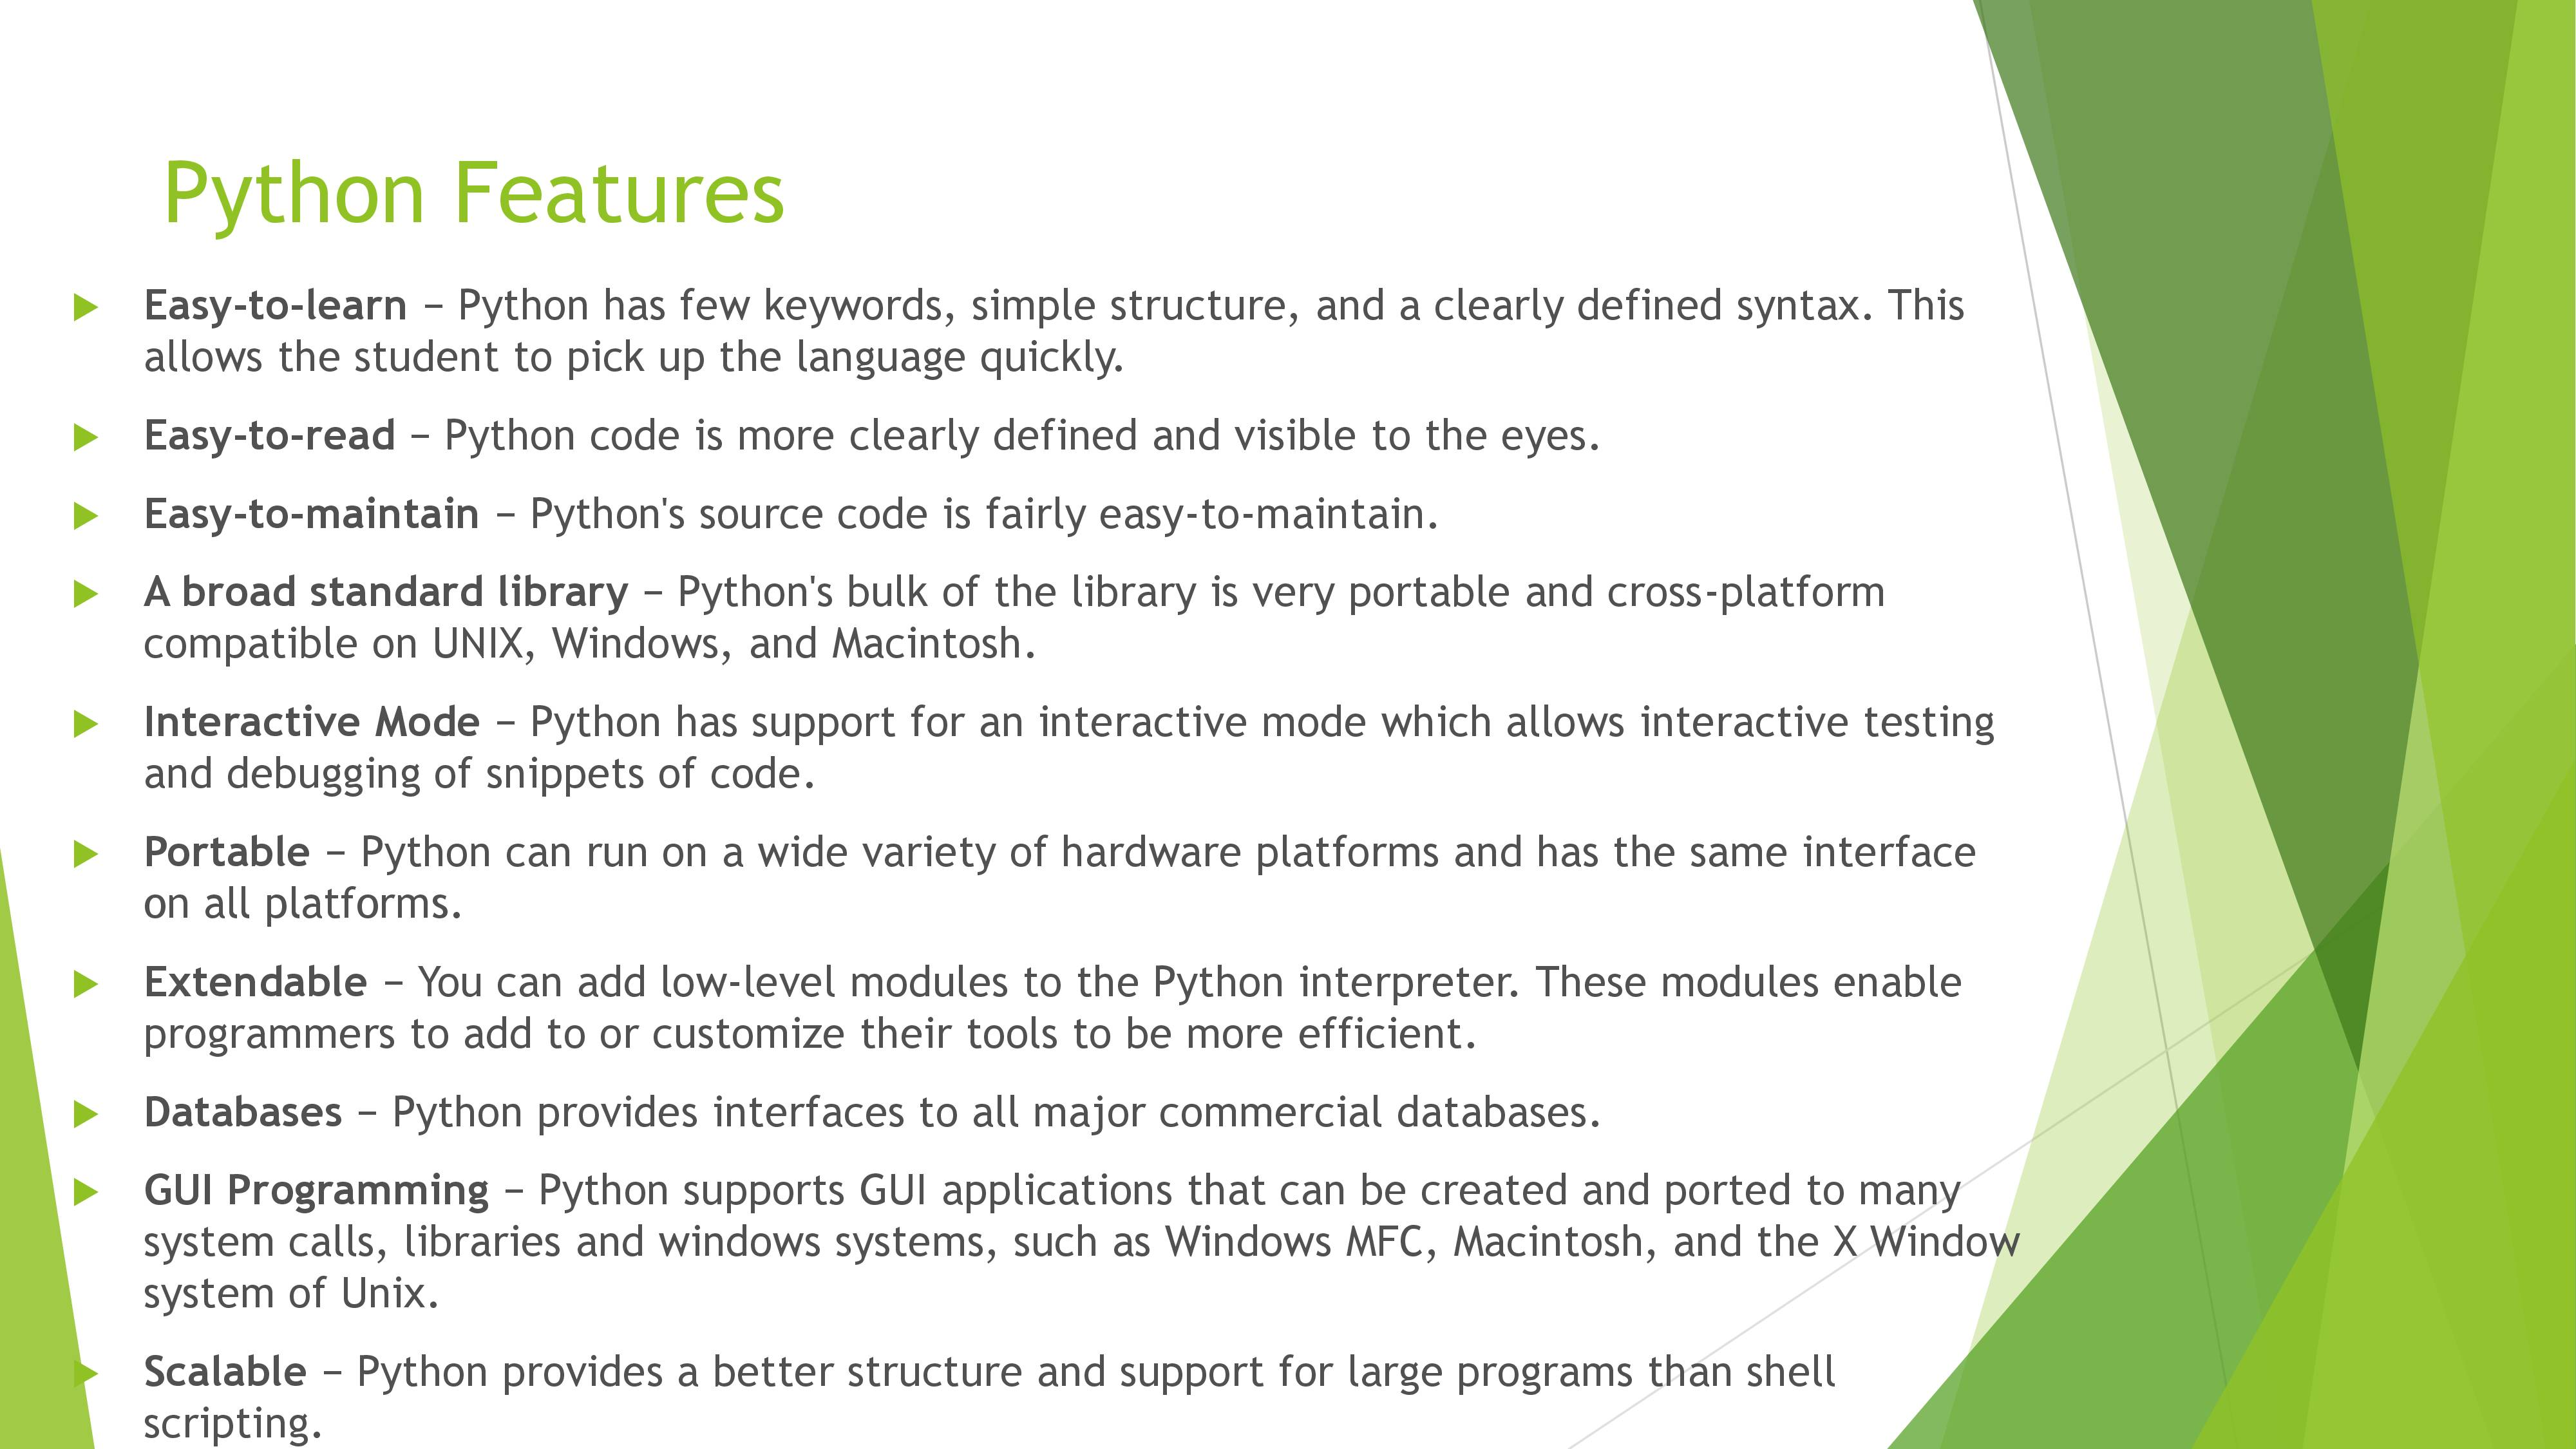 Python Features
Easy-to-learn − Python has few keywords, simple structure, and a clearly defined syntax. This
allows the student to pick up the language quickly.
Easy-to-read − Python code is more clearly defined and visible to the eyes.
Easy-to-maintain − Python's source code is fairly easy-to-maintain.
A broad standard library − Python's bulk of the library is very portable and cross-platform
compatible on UNIX, Windows, and Macintosh.
Interactive Mode − Python has support for an interactive mode which allows interactive testing
and debugging of snippets of code.
Portable − Python can run on a wide variety of hardware platforms and has the same interface
on all platforms.
Extendable − You can add low-level modules to the Python interpreter. These modules enable
programmers to add to or customize their tools to be more efficient.
Databases − Python provides interfaces to all major commercial databases.
GUI Programming − Python supports GUI applications that can be created and ported to many
system calls, libraries and windows systems, such as Windows MFC, Macintosh, and the X Window
system of Unix.
Scalable − Python provides a better structure and support for large programs than shell
scripting.